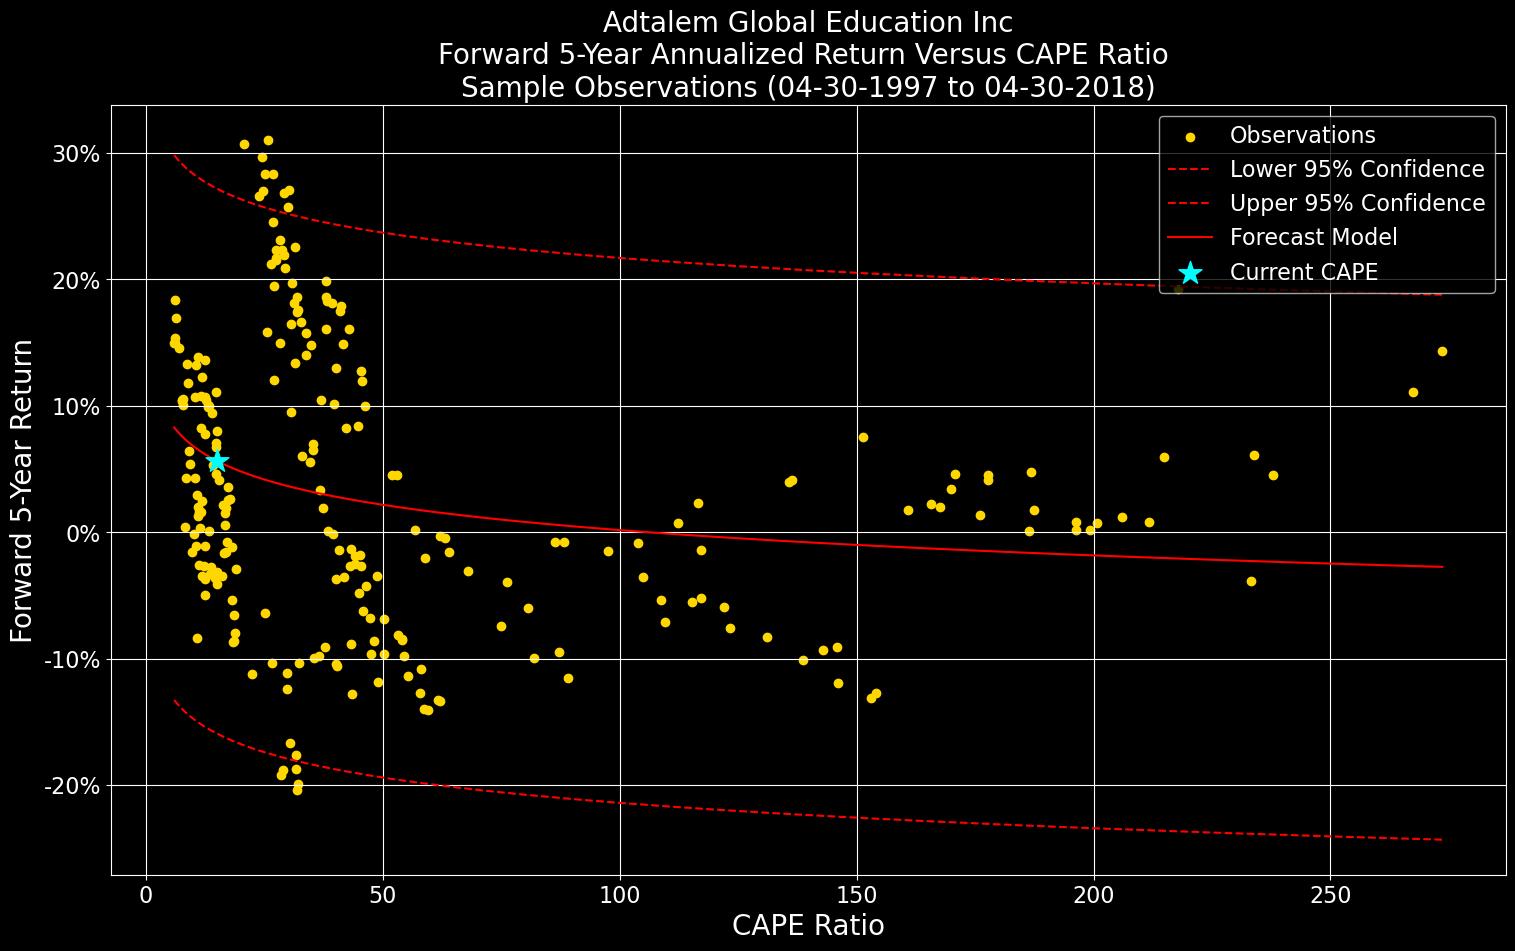 Adtalem Global Education Inc
Forward 5-Year Annualized Return Versus CAPE Ratio
Sample Observations (04-30-1997 to 04-30-2018)
Observations
Lower 95% Confidence
Upper 95% Confidence
Forecast Model
Current CAPE
Forward 5-Year Return
30%
20%
10%
0%
-10%
-20%
0 50 100 150 200 250
CAPE Ratio